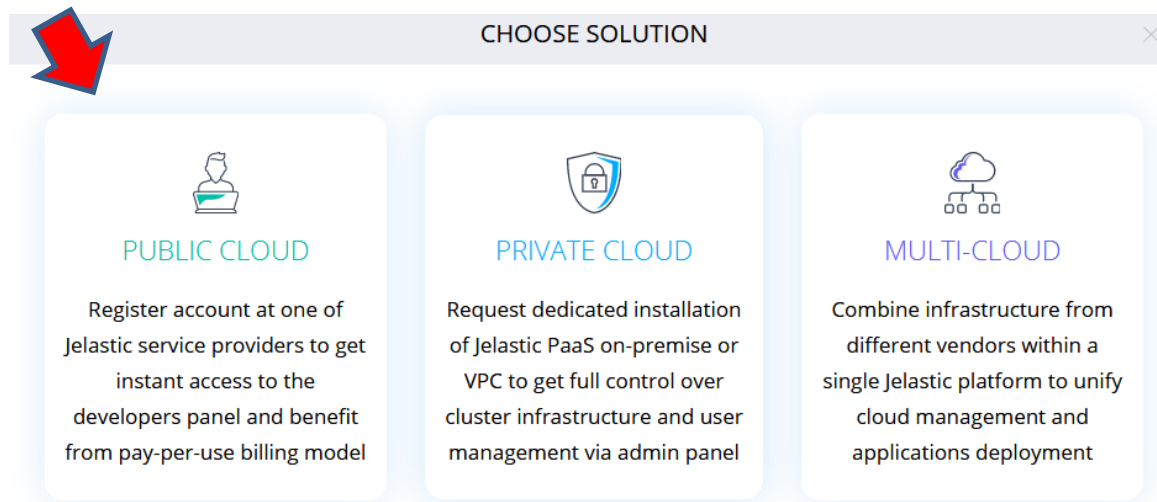 CHOOSE SOLUTION
PUBLIC CLOUD
Register account at one of
Jelastic service providers to get
instant access to the
developers panel and benefit
from pay-per-use billing model
PRIVATE CLOUD
Request dedicated installation
of Jelastic PaaS on-premise or
VPC to get full control over
cluster infrastructure and user
management via admin panel
MULTI-CLOUD
Combine infrastructure from
different vendors within a
single Jelastic platform to unify
cloud management and
applications deployment